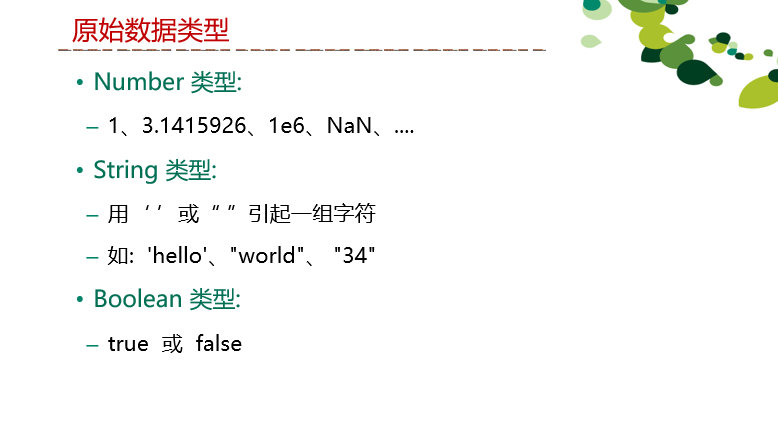 原始数据类型
• Number 类型:
– 1、3.1415926、1e6、NaN、....
• String 类型:
– 用‘ ’或“ ”引起一组字符
– 如: 'hello'、"world"、 "34"
• Boolean 类型:
– true 或 false